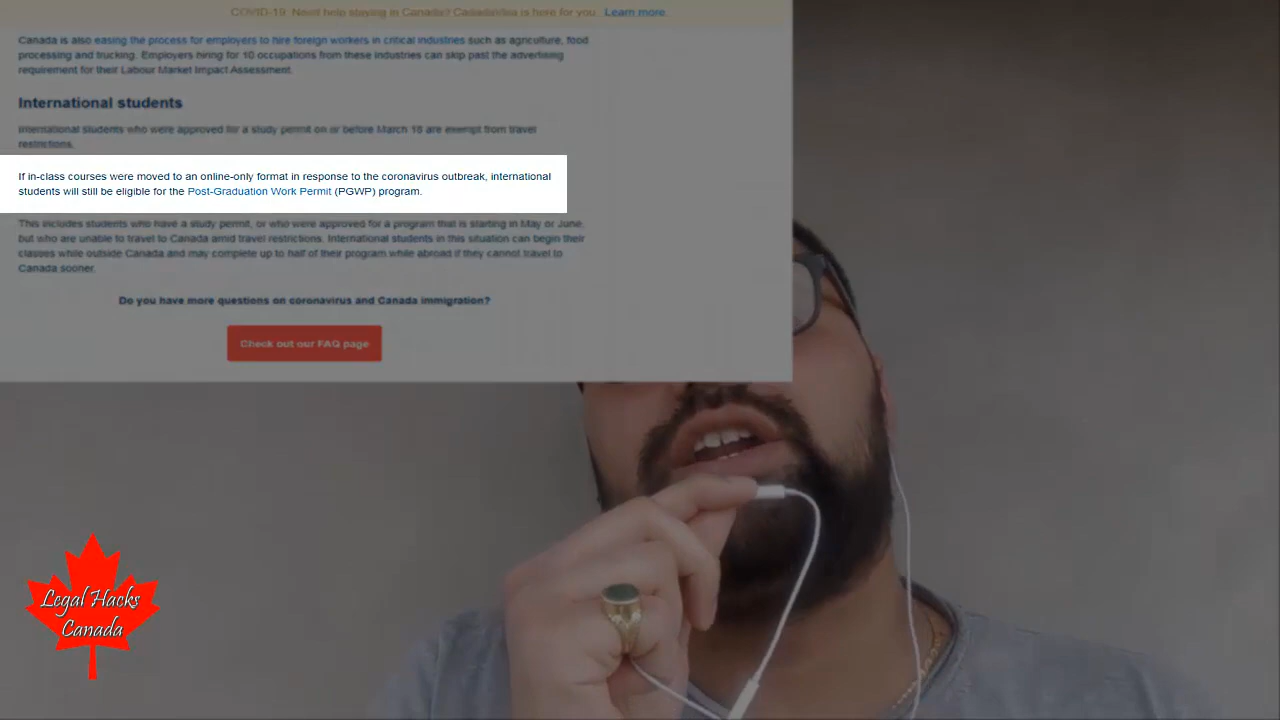 COVID-19: Need help staying in Canada? CanadaVisa is here for you. Learn more.
Canada is also easing the process for employers to hire foreign workers in critical industries such as agriculture, food
processing and trucking. Employers hiring for 10 occupations from these industries can skip past the advertising
requirement for their Labour Market Impact Assessment.
International students
International students who were approved for a study permit on or before March 18 are exempt from travel
restrictions.
If in-class courses were moved to an online-only format in response to the coronavirus outbreak, international
students will still be eligible for the Post-Graduation Work Permit (PGWP) program.
This includes students who have a study permit, or who were approved for a program that is starting in May or June,
but who are unable to travel to Canada amid travel restrictions. International students in this situation can begin their
classes while outside Canada and may complete up to half of their program while abroad if they cannot travel to
Canada sooner.
Do you have more questions on coronavirus and Canada immigration?
Check out our FAQ page
Legal Hacks
Canada